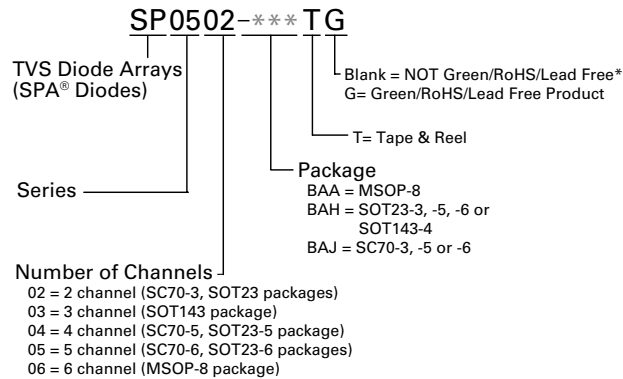 SP0502-***TG
TVS Diode Arrays
(SPA® Diodes)
Blank = NOT Green/RoHS/Lead Free*
G= Green/RoHS/Lead Free Product
T= Tape & Reel
Package
BAA = MSOP-8
BAH = SOT23-3, -5, -6 or
SOT143-4
BAJ = SC70-3, -5 or -6
Series
Number of Channels
02 = 2 channel (SC70-3, SOT23 packages)
03 = 3 channel (SOT143 package)
04 = 4 channel (SC70-5, SOT23-5 package)
05 = 5 channel (SC70-6, SOT23-6 packages)
06 = 6 channel (MSOP-8 package)